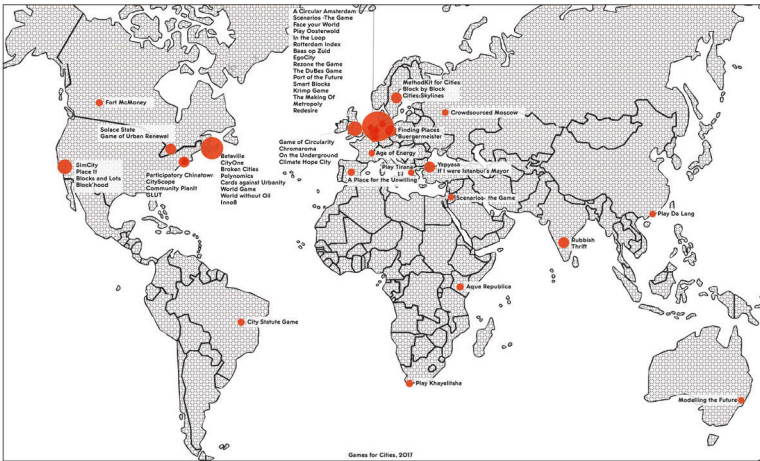 A Circular Amsterdam
Scenarios -The Game
Face your World
Play Oosterwold
In the Loop
Rotterdam Index
Baas op Zuid
EgoCity
Rezone the Game
The DuBes Game
Port of the Future
Smart Blocks
Krimp Game
The Making Of
Metropoly
Redesire
MethodKit for Cities
Block by Block
Cities:Skylines
Fort McMoney
Crowdsourced Moscow
Solace State
Game of Urban Renewal
Finding Places
Buergermeister
Game of Circularity
Chromaroma
On the Underground
Climate Hope City
Age of Energy
SimCity
Place It
Blocks and Lots
Block'hood
Participatory Chinatown
CityScope
Community PlanIt
GLUT
Betaville
CityOne
Broken Cities
Polynomics
Cards against Urbanity
World Game
World without Oil
Inno8
Play Tirana
Yapyasa
If I were Istanbul's Mayor
A Place for the Unwilling
Scenarios- the Game
Play Da Lang
Rubbish
Thrift
Aqua Republica
City Statute Game
Play Khayelitsha
Modelling the Future
Games for Cities, 2017